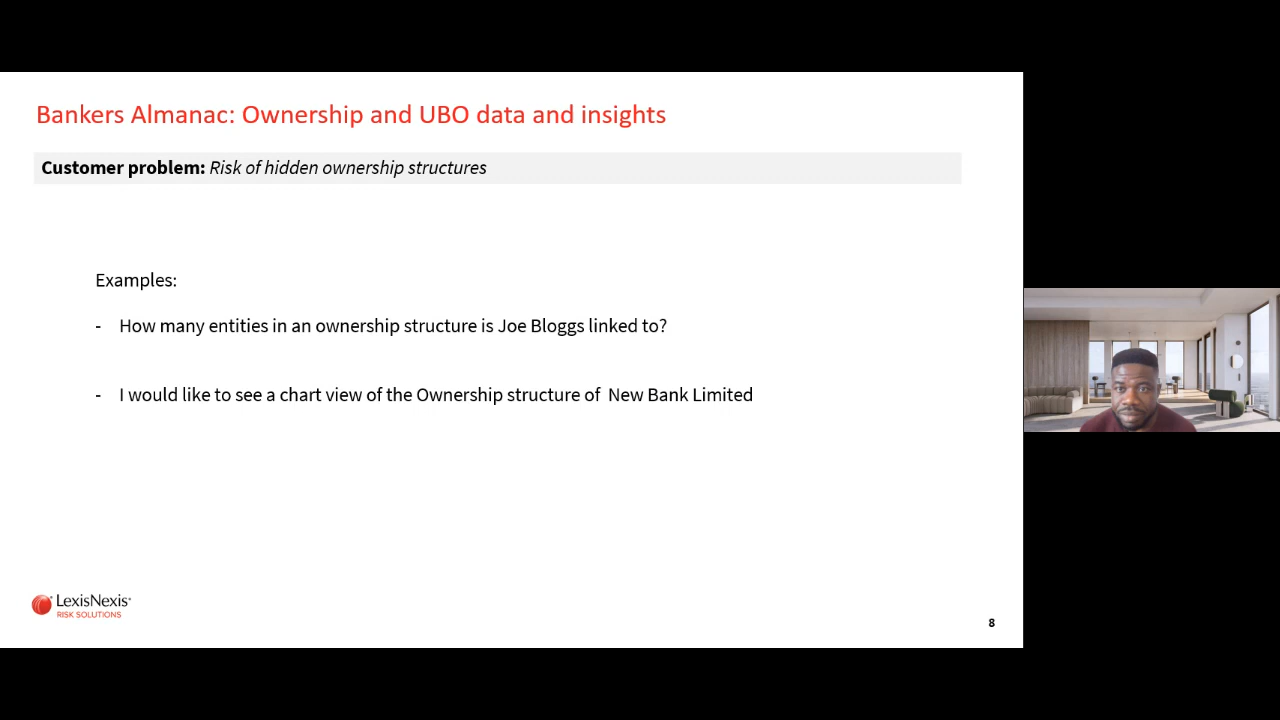 Bankers Almanac: Ownership and UBO data and insights
Customer problem: Risk of hidden ownership structures
Examples:
- How many entities in an ownership structure is Joe Bloggs linked to?
- I would like to see a chart view of the Ownership structure of New Bank Limited
LexisNexis
RISK SOLUTIONS
8